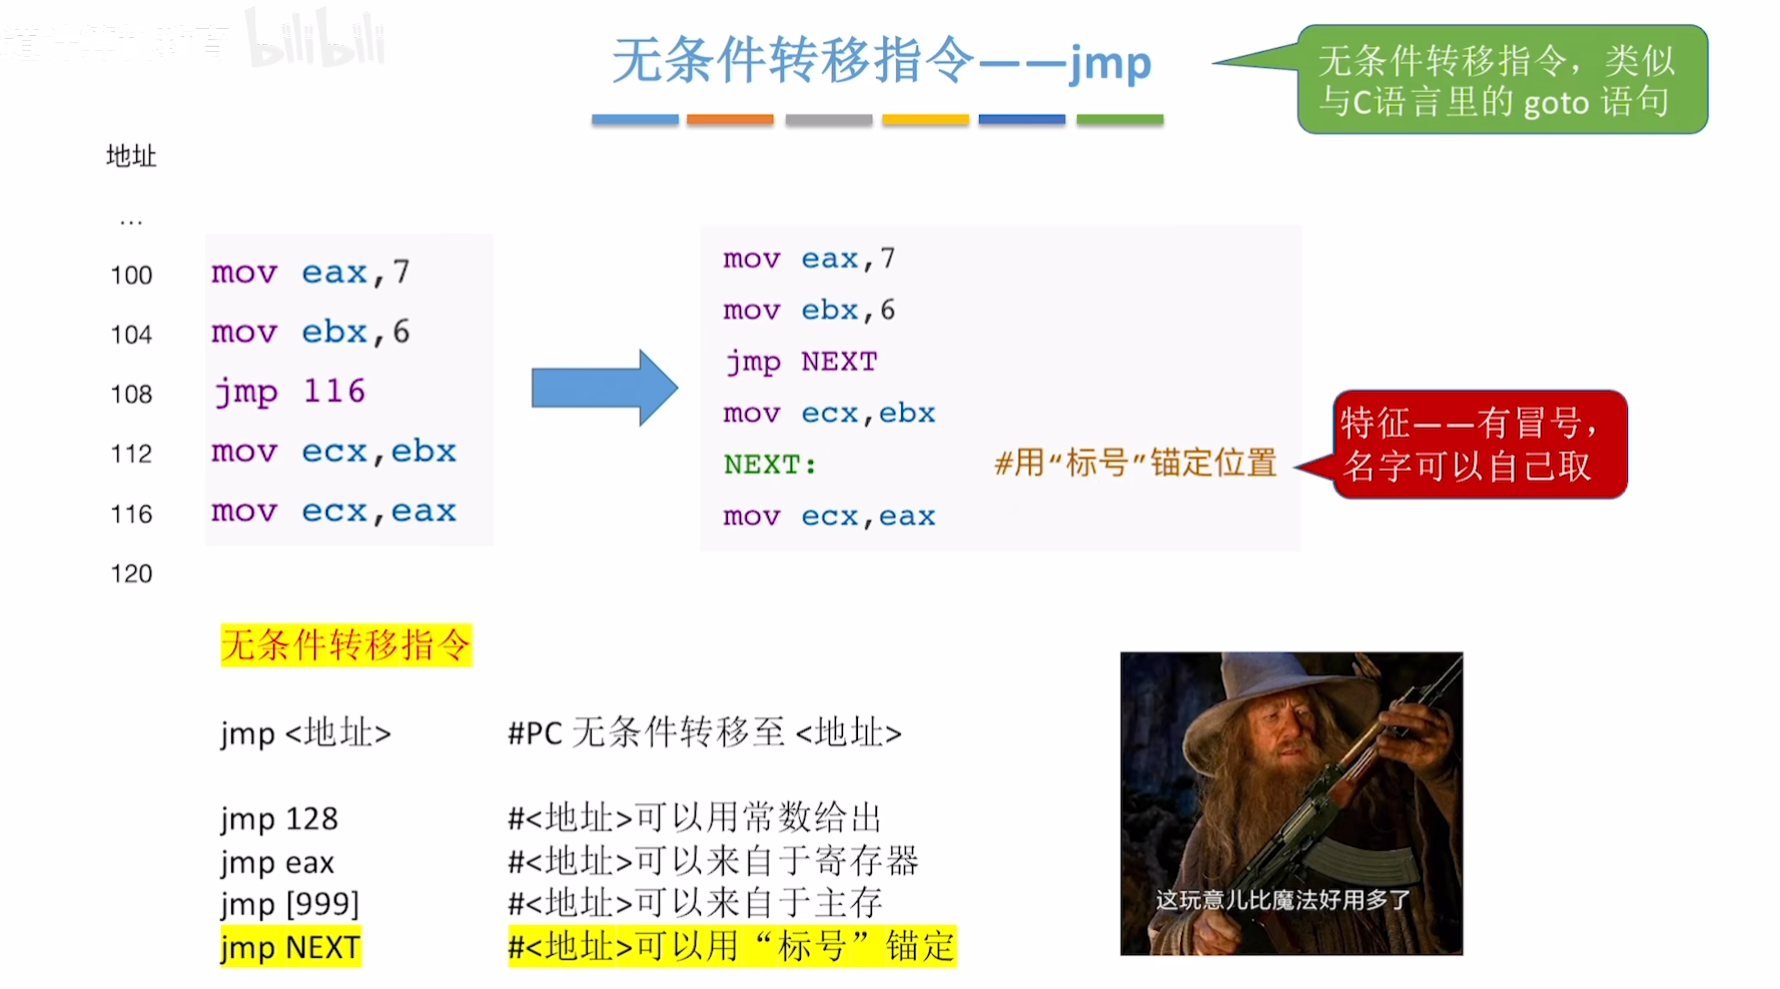 bilibili
无条件转移指令——jmp
无条件转移指令，类似
与C语言里的 goto 语句
地址
...
100 mov eax,7
104 mov ebx,6
108 jmp 116
112 mov ecx,ebx
116 mov ecx,eax
120
mov eax,7
mov ebx,6
jmp NEXT
mov ecx,ebx
NEXT: #用“标号”锚定位置
mov ecx,eax
特征——有冒号，
名字可以自己取
无条件转移指令
jmp <地址> #PC 无条件转移至 <地址>
jmp 128 #<地址>可以用常数给出
jmp eax #<地址>可以来自于寄存器
jmp [999] #<地址>可以来自于主存
jmp NEXT #<地址>可以用“标号”锚定
这玩意儿比魔法好用多了